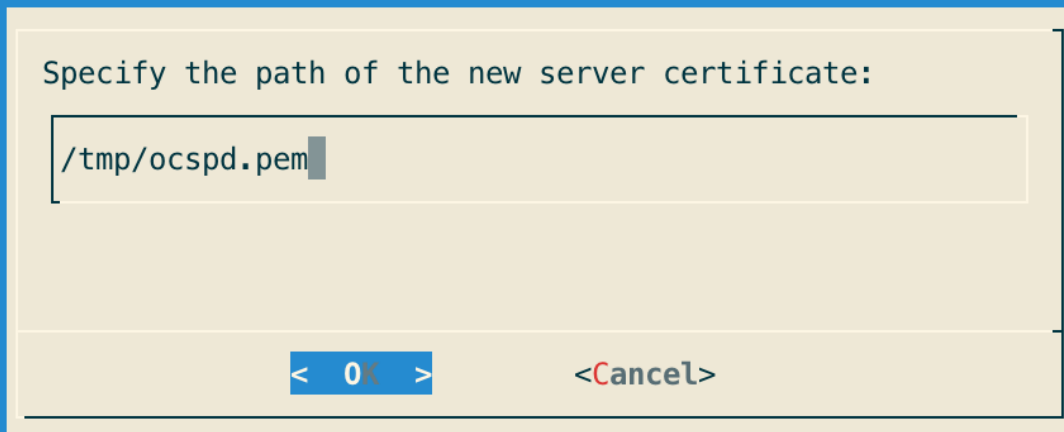 Specify the path of the new server certificate:
/tmp/ocspd.pem
<  OK  > <Cancel>